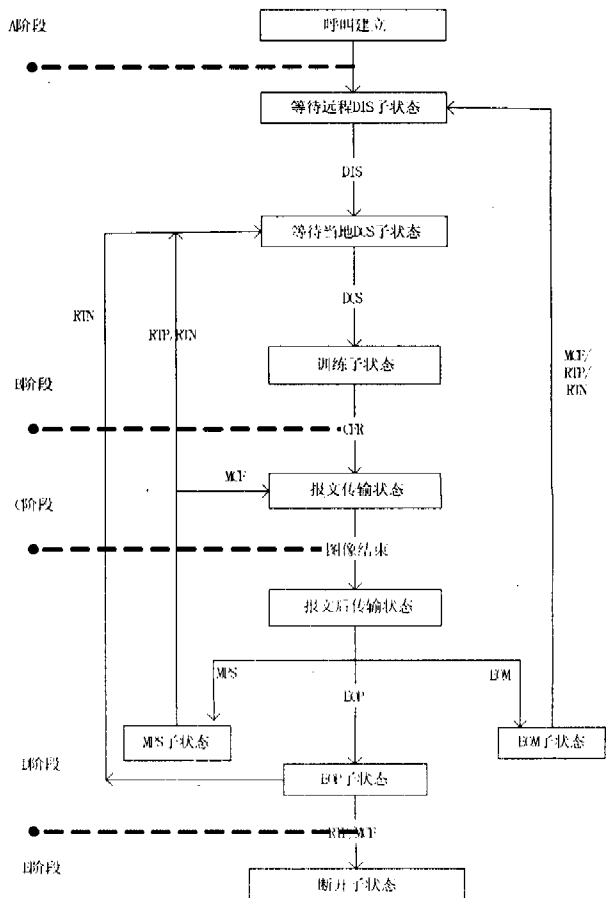 A阶段
呼叫建立
等待远程DIS子状态
DIS
等待当地DCS子状态
DCS
RTN
RTP/RTN
MCF/
RTP/
RTN
训练子状态
B阶段
CFR
MCF
报文传输状态
C阶段
图像结束
报文后传输状态
MPS
EOP
EOM
MPS子状态
EOM子状态
D阶段
EOP子状态
RTP/MCF
E阶段
断开子状态